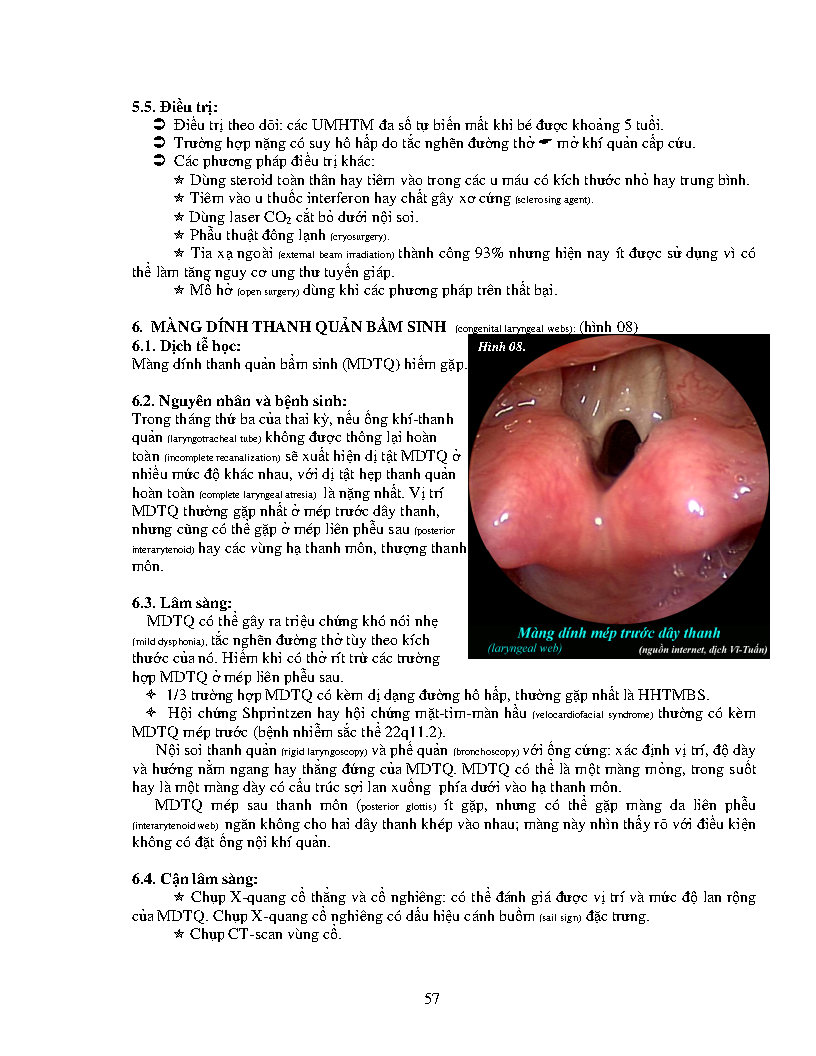 5.5. Điều trị:
➲ Điều trị theo dõi: các UMHTM đa số tự biến mất khi bé được khoảng 5 tuổi.
➲ Trường hợp nặng có suy hô hấp do tắc nghẽn đường thở ☛ mở khí quản cấp cứu.
➲ Các phương pháp điều trị khác:
✯ Dùng steroid toàn thân hay tiêm vào trong các u máu có kích thước nhỏ hay trung bình.
✯ Tiêm vào u thuốc interferon hay chất gây xơ cứng (sclerosing agent).
✯ Dùng laser CO₂ cắt bỏ dưới nội soi.
✯ Phẫu thuật đông lạnh (cryosurgery).
✯ Tia xạ ngoài (external beam irradiation) thành công 93% nhưng hiện nay ít được sử dụng vì có
thể làm tăng nguy cơ ung thư tuyến giáp.
✯ Mổ hở (open surgery) dùng khi các phương pháp trên thất bại.
6. MÀNG DÍNH THANH QUẢN BẨM SINH (congenital laryngeal webs): (hình 08)
6.1. Dịch tễ học:
Màng dính thanh quản bẩm sinh (MDTQ) hiếm gặp.
6.2. Nguyên nhân và bệnh sinh:
Trong tháng thứ ba của thai kỳ, nếu ống khí-thanh
quản (laryngotracheal tube) không được thông lại hoàn
toàn (incomplete recanalization) sẽ xuất hiện dị tật MDTQ ở
nhiều mức độ khác nhau, với dị tật hẹp thanh quản
hoàn toàn (complete laryngeal atresia) là nặng nhất. Vị trí
MDTQ thường gặp nhất ở mép trước dây thanh,
nhưng cũng có thể gặp ở mép liên phễu sau (posterior
interarytenoid) hay các vùng hạ thanh môn, thượng thanh
môn.
Hình 08.
Màng dính mép trước dây thanh
(laryngeal web) (nguồn internet, dịch Vĩ-Tuấn)
6.3. Lâm sàng:
MDTQ có thể gây ra triệu chứng khó nói nhẹ
(mild dysphonia), tắc nghẽn đường thở tùy theo kích
thước của nó. Hiếm khi có thở rít trừ các trường
hợp MDTQ ở mép liên phễu sau.
✧ 1/3 trường hợp MDTQ có kèm dị dạng đường hô hấp, thường gặp nhất là HHTMBS.
✧ Hội chứng Shprintzen hay hội chứng mặt-tim-màn hầu (velocardiofacial syndrome) thường có kèm
MDTQ mép trước (bệnh nhiễm sắc thể 22q11.2).
Nội soi thanh quản (rigid laryngoscopy) và phế quản (bronchoscopy) với ống cứng: xác định vị trí, độ dày
và hướng nằm ngang hay thẳng đứng của MDTQ. MDTQ có thể là một màng mỏng, trong suốt
hay là một màng dày có cấu trúc sợi lan xuống phía dưới vào hạ thanh môn.
MDTQ mép sau thanh môn (posterior glottis) ít gặp, nhưng có thể gặp màng da liên phễu
(interarytenoid web) ngăn không cho hai dây thanh khép vào nhau; màng này nhìn thấy rõ với điều kiện
không có đặt ống nội khí quản.
6.4. Cận lâm sàng:
✯ Chụp X-quang cổ thẳng và cổ nghiêng: có thể đánh giá được vị trí và mức độ lan rộng
của MDTQ. Chụp X-quang cổ nghiêng có dấu hiệu cánh buồm (sail sign) đặc trưng.
✯ Chụp CT-scan vùng cổ.
57